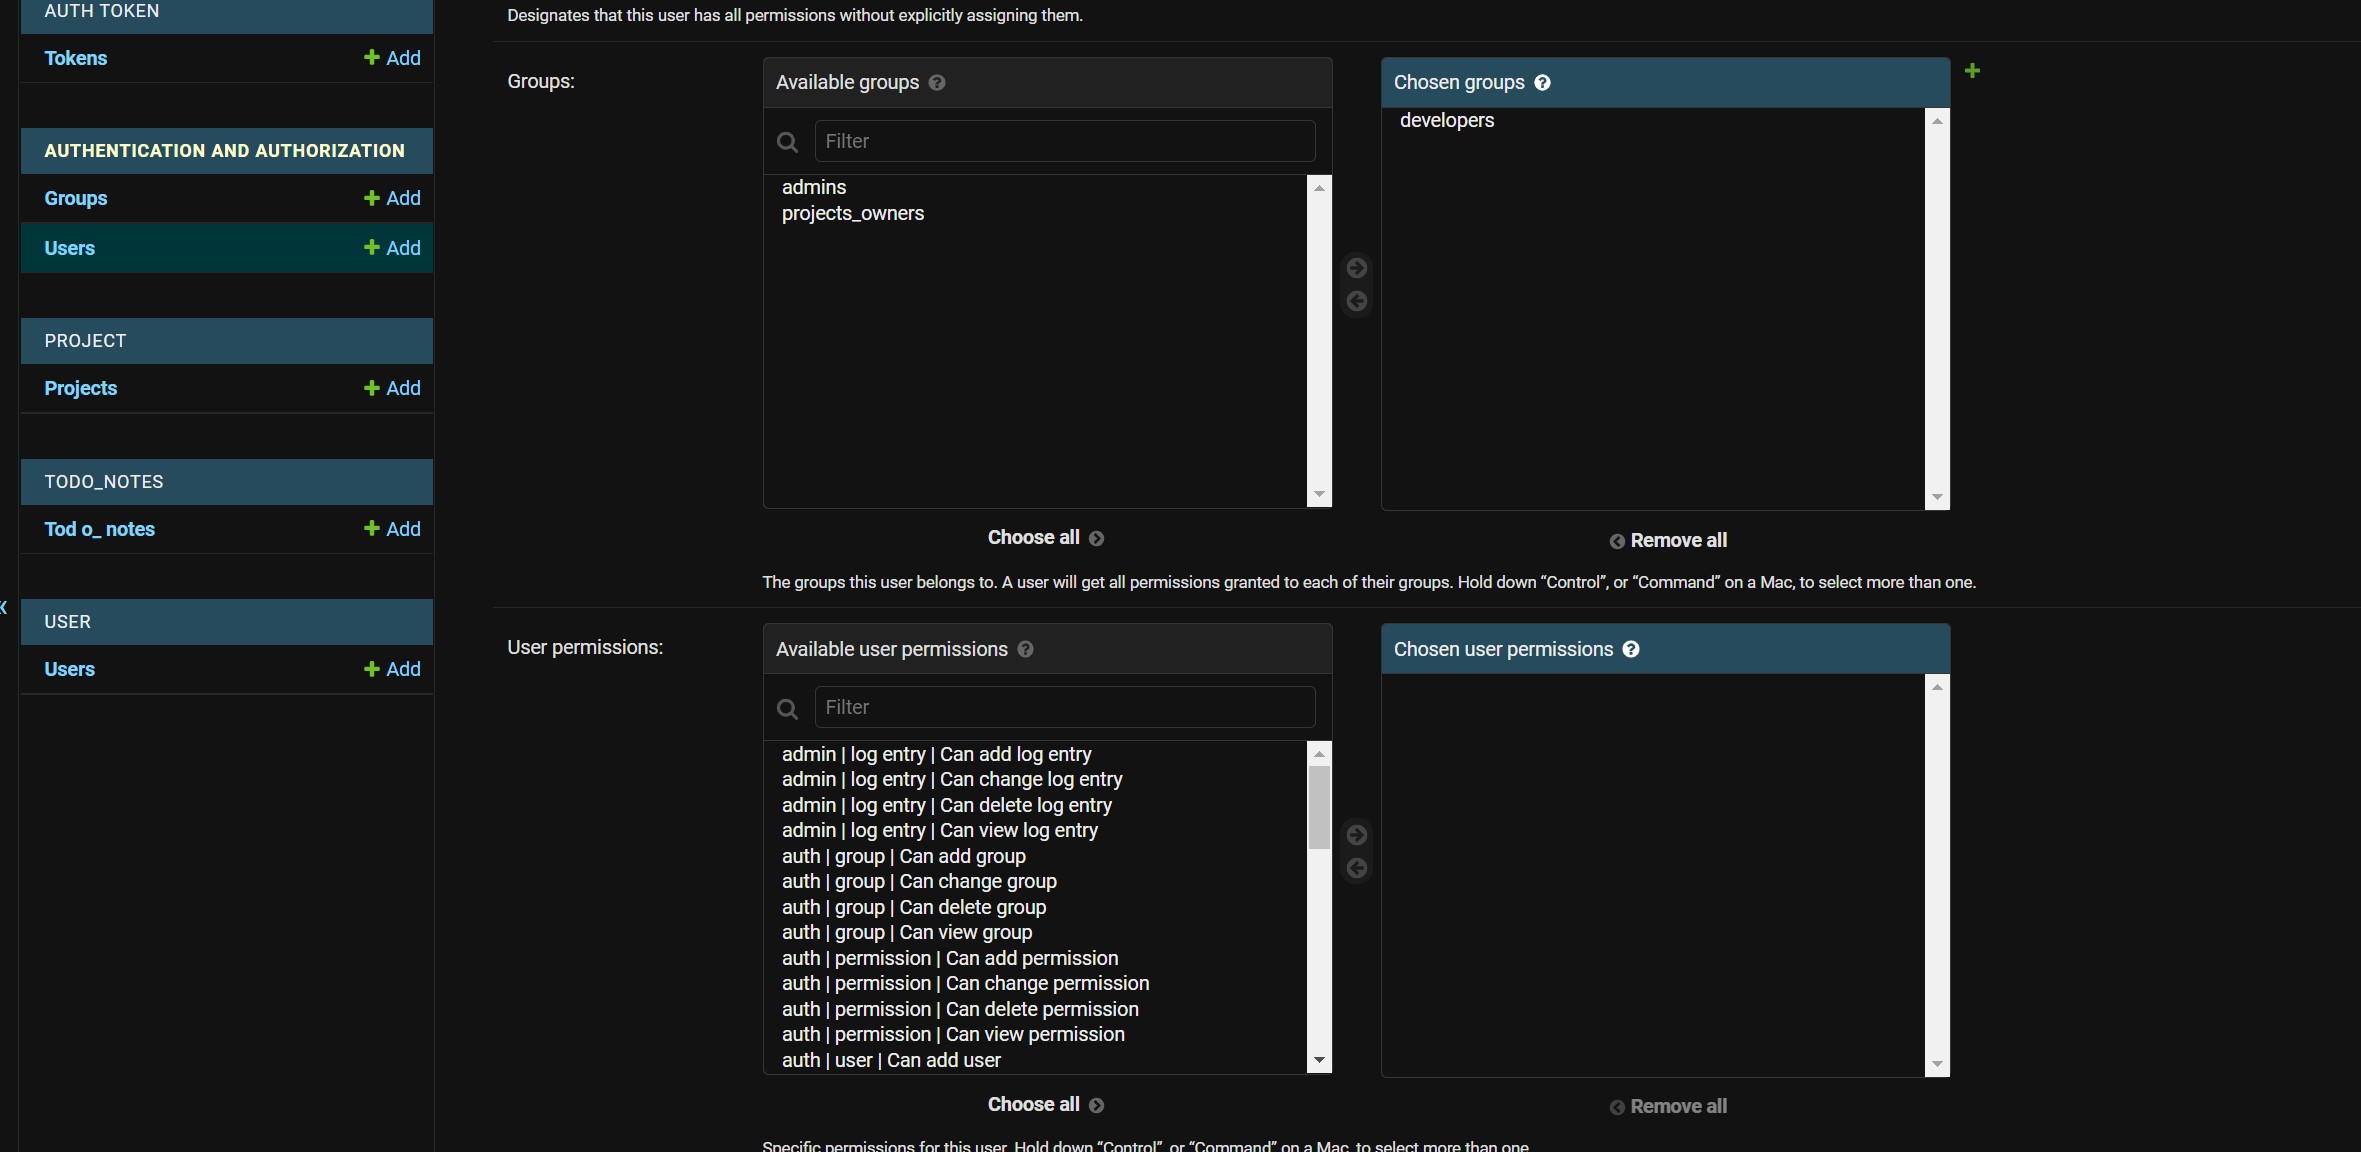 AUTH TOKEN
Tokens
Add
AUTHENTICATION AND AUTHORIZATION
Groups
Add
Users
Add
PROJECT
Projects
Add
TODO_NOTES
Tod o_ notes
Add
USER
Users
Add
Designates that this user has all permissions without explicitly assigning them.
Groups:
Available groups ?
Filter
admins
projects_owners
Choose all
Chosen groups ?
developers
Remove all
The groups this user belongs to. A user will get all permissions granted to each of their groups. Hold down “Control”, or “Command” on a Mac, to select more than one.
User permissions:
Available user permissions ?
Filter
admin | log entry | Can add log entry
admin | log entry | Can change log entry
admin | log entry | Can delete log entry
admin | log entry | Can view log entry
auth | group | Can add group
auth | group | Can change group
auth | group | Can delete group
auth | group | Can view group
auth | permission | Can add permission
auth | permission | Can change permission
auth | permission | Can delete permission
auth | permission | Can view permission
auth | user | Can add user
Choose all
Chosen user permissions ?
Remove all
Specific permissions for this user. Hold down “Control”, or “Command” on a Mac, to select more than one.